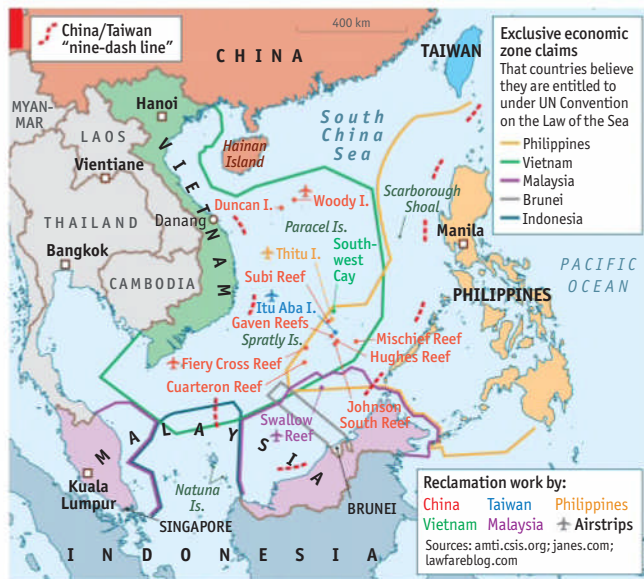 China/Taiwan
“nine-dash line”
400 km
CHINA
TAIWAN
Exclusive economic
zone claims
That countries believe
they are entitled to
under UN Convention
on the Law of the Sea
Philippines
Vietnam
Malaysia
Brunei
Indonesia
MYAN-
MAR
Hanoi
LAOS
Vientiane
VIETNAM
Hainan
Island
South
China
Sea
Scarborough
Shoal
Duncan I.
Woody I.
Paracel Is.
THAILAND
Danang
Bangkok
CAMBODIA
Thitu I.
South-
west
Cay
Subi Reef
Itu Aba I.
Gaven Reefs
Spratly Is.
Fiery Cross Reef
Cuarteron Reef
Mischief Reef
Hughes Reef
Manila
PHILIPPINES
PACIFIC
OCEAN
Johnson
South Reef
Swallow
Reef
MALAYSIA
Kuala
Lumpur
Natuna
Is.
SINGAPORE
BRUNEI
INDONESIA
Reclamation work by:
China Taiwan Philippines
Vietnam Malaysia Airstrips
Sources: amti.csis.org; janes.com;
lawfareblog.com